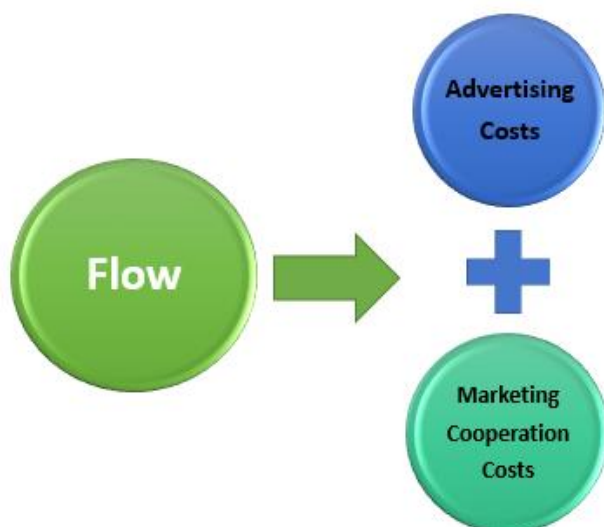 Flow
Advertising
Costs
Marketing
Cooperation
Costs